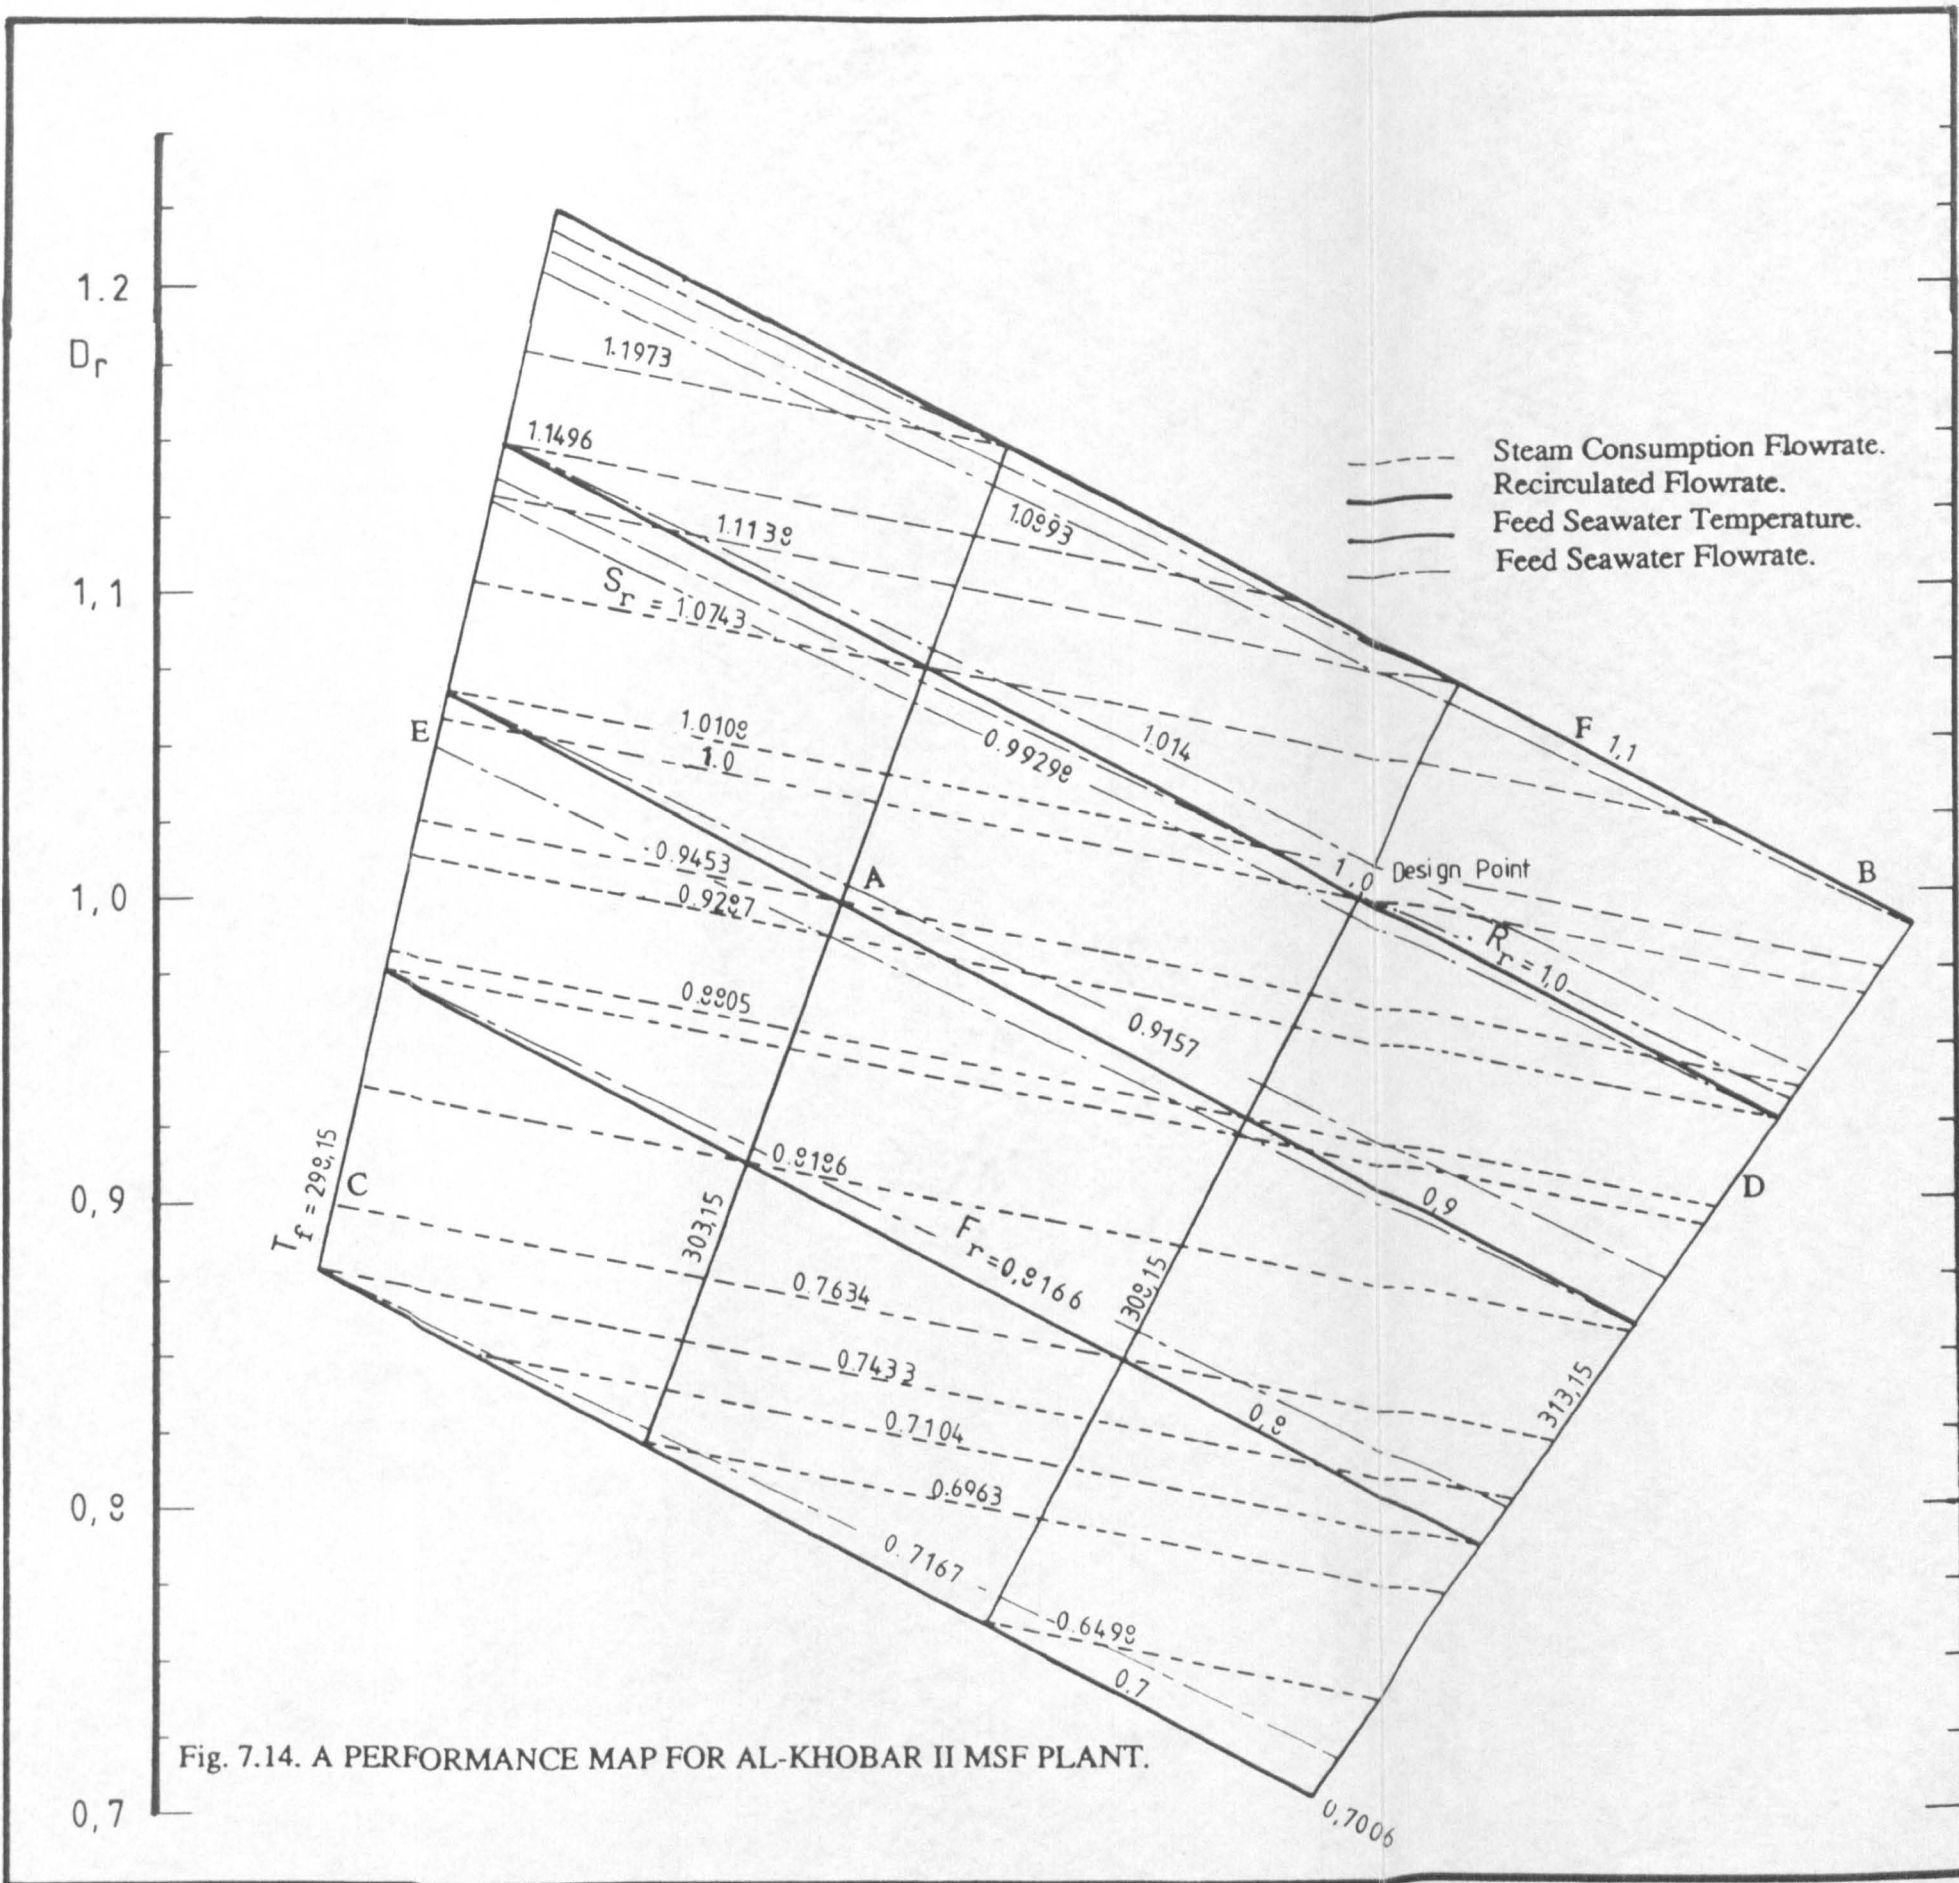 1.2
Dr
1.1973
1.1496
1.1138
1.0893
Steam Consumption Flowrate.
Recirculated Flowrate.
Feed Seawater Temperature.
Feed Seawater Flowrate.
1,1
Sr = 1.0743
E
1.0108
1.0
0.99298
1.014
F 1,1
B
1,0
0.9453
0.9287
A
1,0 Design Point
Rr = 1,0
0.8805
0.9157
0,9
C
Tf = 298,15
303,15
0.8186
Fr = 0,8166
308,15
0,9
D
0.7634
0.7433
0.7104
0.6963
0,8
313,15
0,8
0.7167
0.6498
0.7
Fig. 7.14. A PERFORMANCE MAP FOR AL-KHOBAR II MSF PLANT.
0,7
0,7006